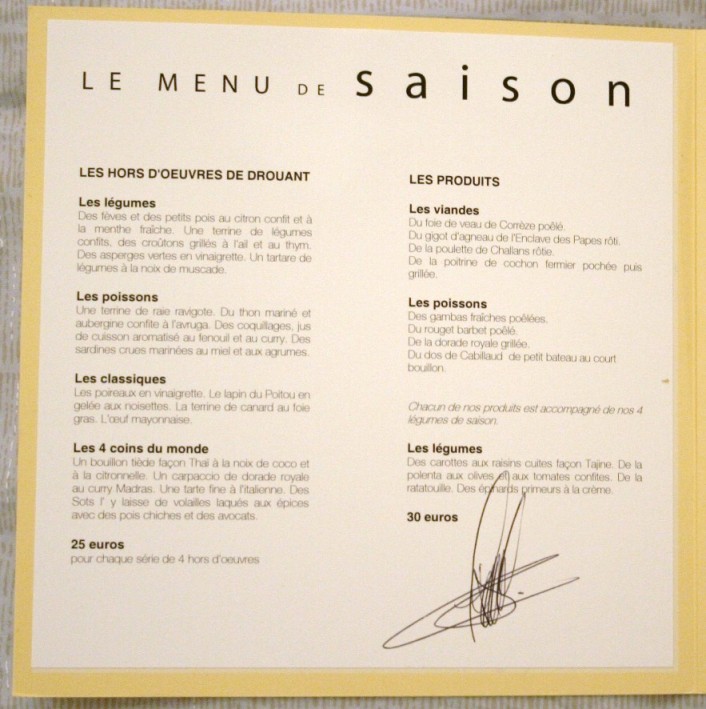 LE MENU DE saison
LES HORS D'OEUVRES DE DROUANT
Les légumes
Des fèves et des petits pois au citron confit et à
la menthe fraîche. Une terrine de légumes
confits, des croûtons grillés à l'ail et au thym.
Des asperges vertes en vinaigrette. Un tartare de
légumes à la noix de muscade.
Les poissons
Une terrine de raie ravigote. Du thon mariné et
aubergine confite à l'avruga. Des coquillages, jus
de cuisson aromatisé au fenouil et au curry. Des
sardines crues marinées au miel et aux agrumes.
Les classiques
Les poireaux en vinaigrette. Le lapin du Poitou en
gelée aux noisettes. La terrine de canard au foie
gras. L'œuf mayonnaise.
Les 4 coins du monde
Un bouillon tiède façon Thaï à la noix de coco et
à la citronnelle. Un carpaccio de dorade royale
au curry Madras. Une tarte fine à l'italienne. Des
Sots l' y laisse de volailles laqués aux épices
avec des pois chiches et des avocats.
25 euros
pour chaque série de 4 hors d'oeuvres
LES PRODUITS
Les viandes
Du foie de veau de Corrèze poêlé.
Du gigot d'agneau de l'Enclave des Papes rôti.
De la poulette de Challans rôtie.
De la poitrine de cochon fermier pochée puis
grillée.
Les poissons
Des gambas fraîches poêlées.
Du rouget barbet poêlé.
De la dorade royale grillée.
Du dos de Cabillaud de petit bateau au court
bouillon.
Chacun de nos produits est accompagné de nos 4
légumes de saison.
Les légumes
Des carottes aux raisins cuites façon Tajine. De la
polenta aux olives et aux tomates confites. De la
ratatouille. Des épinards primeurs à la crème.
30 euros